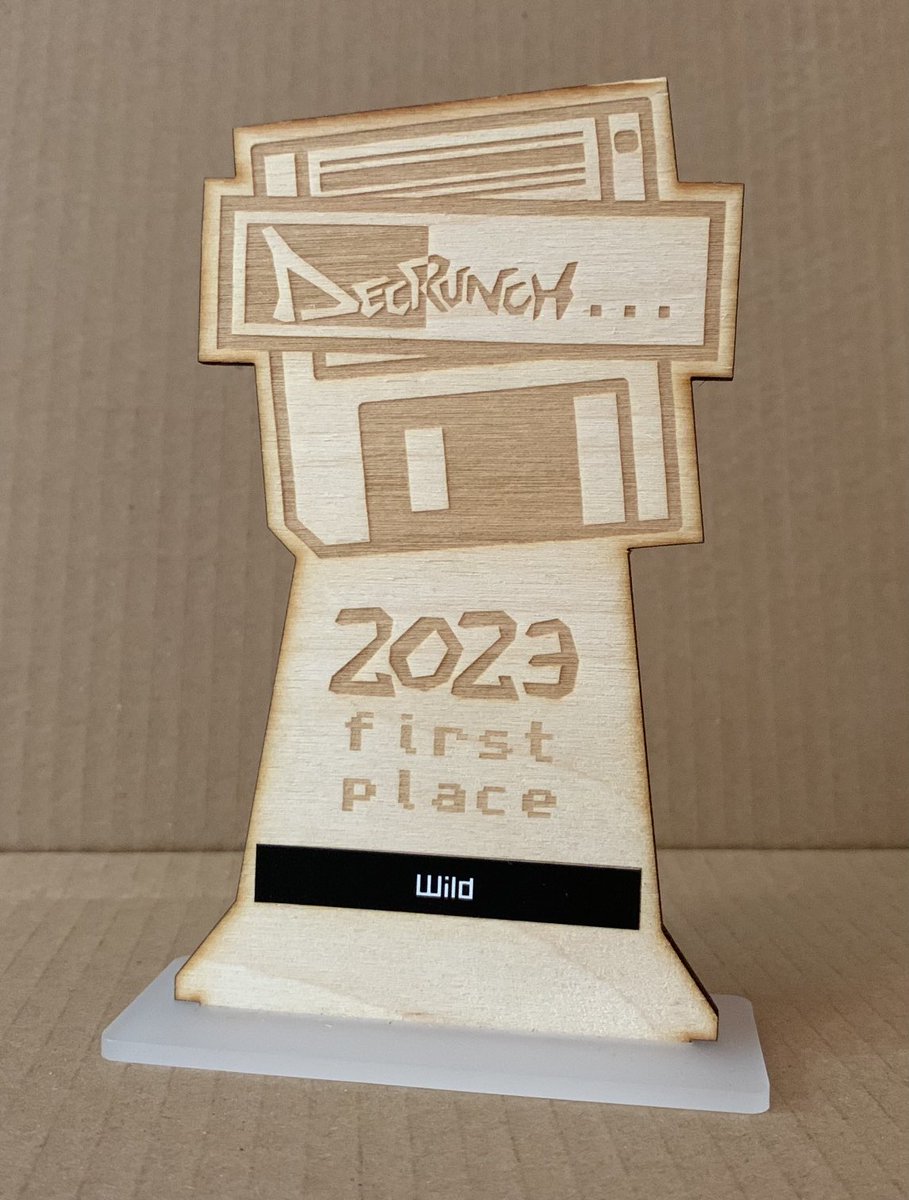 DECRUNCH...
2023
first
place
Wild